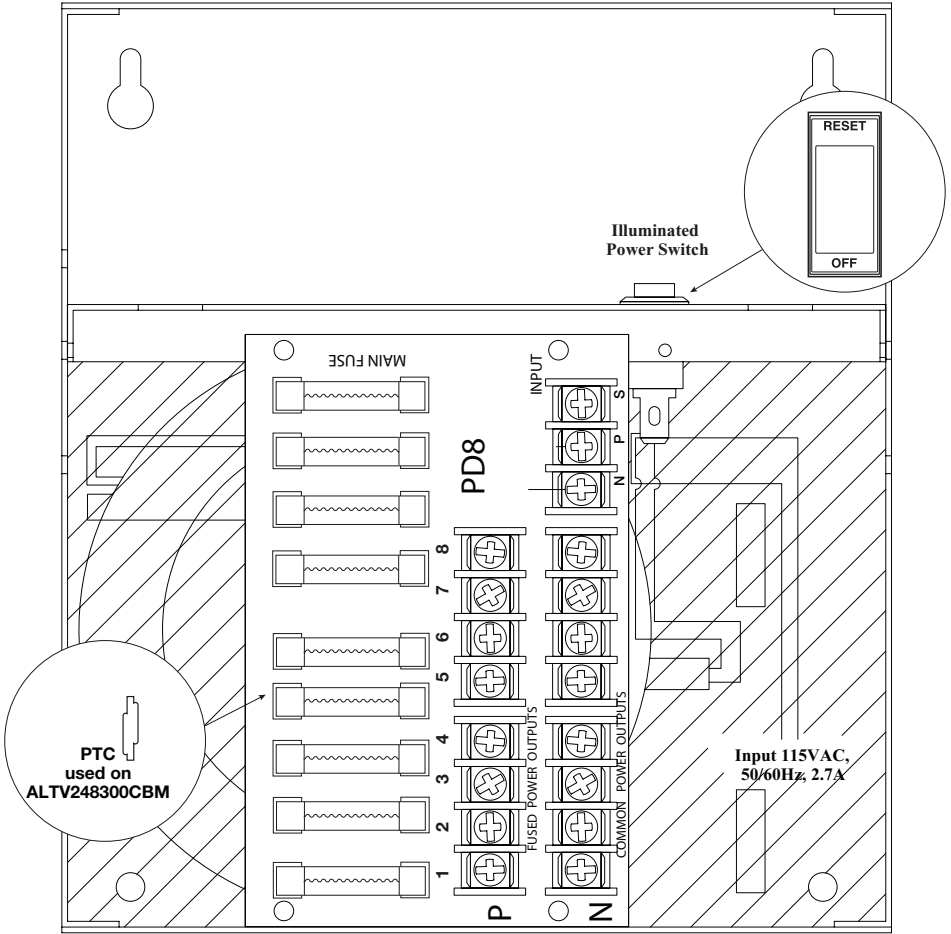 RESET
OFF
Illuminated
Power Switch
MAIN FUSE
INPUT
S
P
N
PD8
8
7
6
5
4
3
2
1
FUSED POWER OUTPUTS
COMMON POWER OUTPUTS
P
N
PTC
used on
ALTV248300CBM
Input 115VAC,
50/60Hz, 2.7A